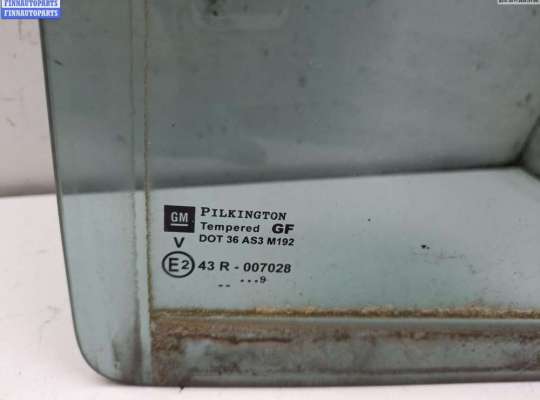 FINNAUTOPARTS
FINNAUTOPARTS
GM PILKINGTON
Tempered GF
V DOT 36 AS3 M192
E2 43 R - 007028
-- ...9